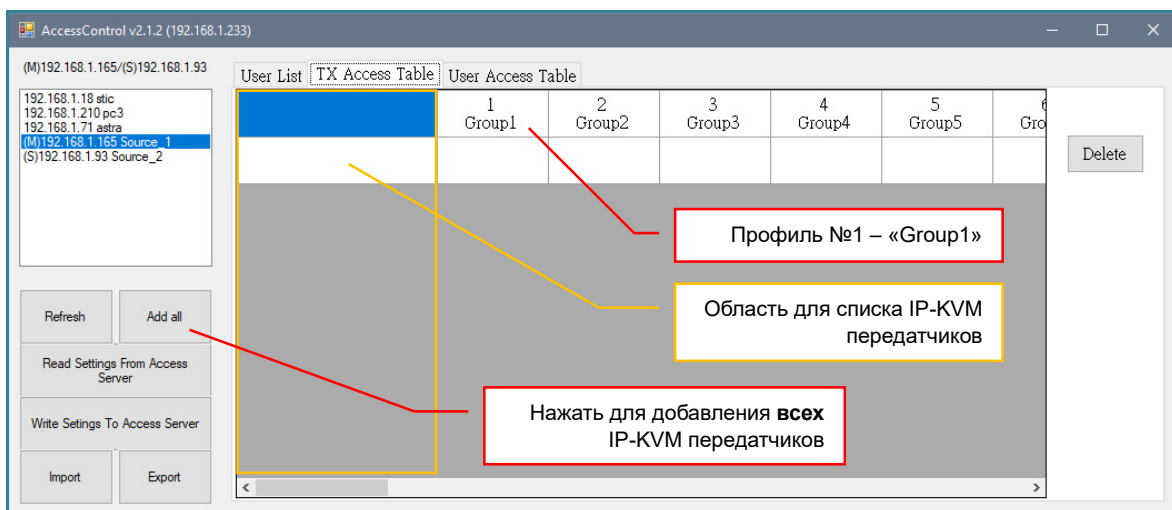 AccessControl v2.1.2 (192.168.1.233)
(M)192.168.1.165/(S)192.168.1.93
192.168.1.18 stic
192.168.1.210 pc3
192.168.1.71 astra
(M)192.168.1.165 Source_1
(S)192.168.1.93 Source_2
Refresh
Add all
Read Settings From Access
Server
Write Setings To Access Server
Import
Export
User List
TX Access Table
User Access Table
1
Group1
2
Group2
3
Group3
4
Group4
5
Group5
Gro
Delete
Профиль №1 – «Group1»
Область для списка IP-KVM
передатчиков
Нажать для добавления всех
IP-KVM передатчиков